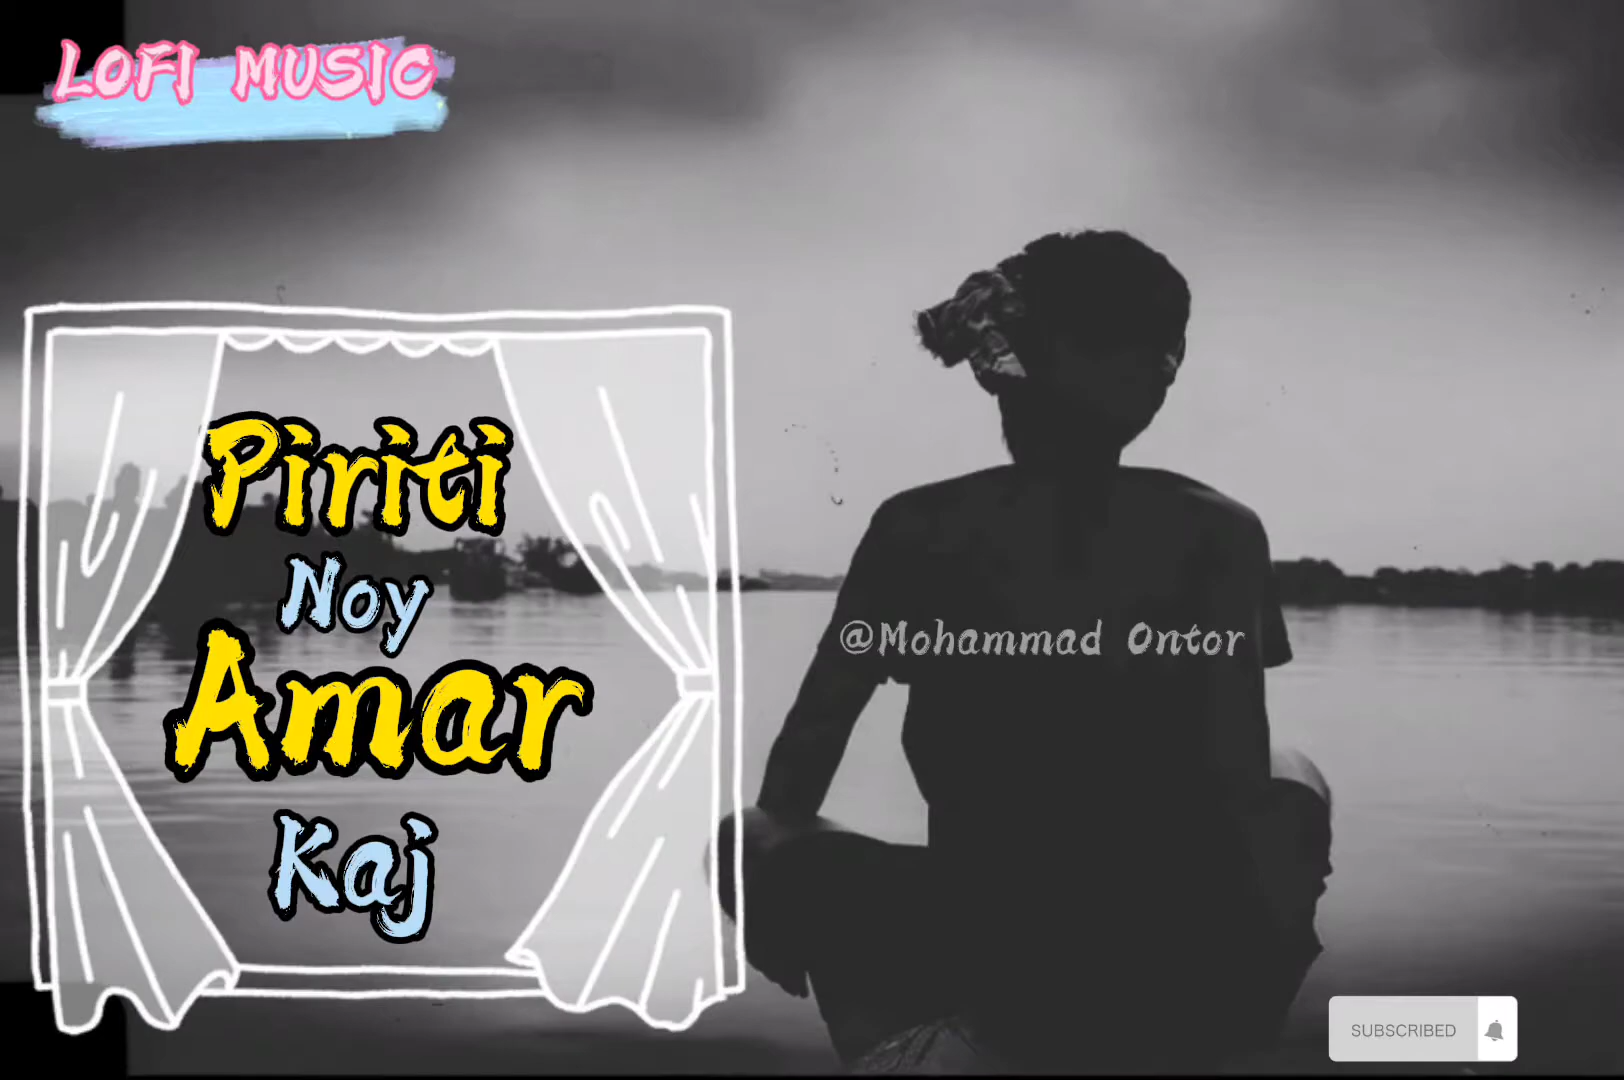 LOFI MUSIC
Piriti
Noy
Amar
Kaj
@Mohammad Ontor
SUBSCRIBED